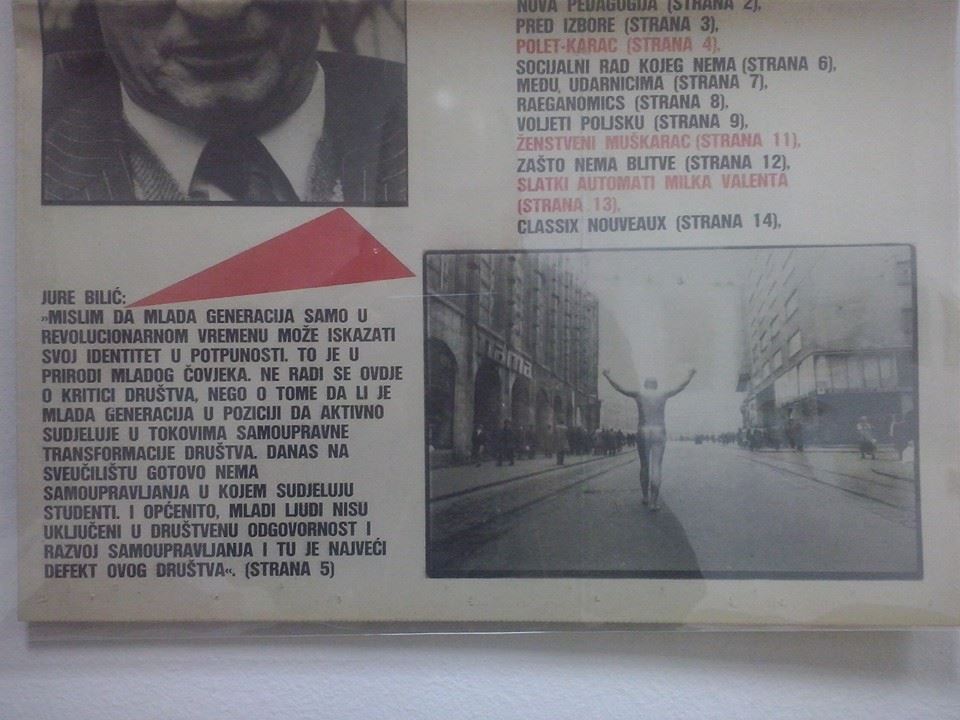 NOVA PEDAGOGIJA (STRANA 2),
PRED IZBORE (STRANA 3),
POLET-KARAC (STRANA 4),
SOCIJALNI RAD KOJEG NEMA (STRANA 6),
MEĐU, UDARNICIMA (STRANA 7),
RAEGANOMICS (STRANA 8),
VOLJETI POLJSKU (STRANA 9),
ŽENSTVENI MUŠKARAC (STRANA 11),
ZAŠTO NEMA BLITVE (STRANA 12),
SLATKI AUTOMATI MILKA VALENTA
(STRANA 13),
CLASSIX NOUVEAUX (STRANA 14),
JURE BILIĆ:
»MISLIM DA MLADA GENERACIJA SAMO U
REVOLUCIONARNOM VREMENU MOŽE ISKAZATI
SVOJ IDENTITET U POTPUNOSTI. TO JE U
PRIRODI MLADOG ČOVJEKA. NE RADI SE OVDJE
O KRITICI DRUŠTVA, NEGO O TOME DA LI JE
MLADA GENERACIJA U POZICIJI DA AKTIVNO
SUDJELUJE U TOKOVIMA SAMOUPRAVNE
TRANSFORMACIJE DRUŠTVA. DANAS NA
SVEUČILIŠTU GOTOVO NEMA
SAMOUPRAVLJANJA U KOJEM SUDJELUJU
STUDENTI. I OPĆENITO, MLADI LJUDI NISU
UKLJUČENI U DRUŠTVENU ODGOVORNOST I
RAZVOJ SAMOUPRAVLJANJA I TU JE NAJVEĆI
DEFEKT OVOG DRUŠTVA«. (STRANA 5)
nama